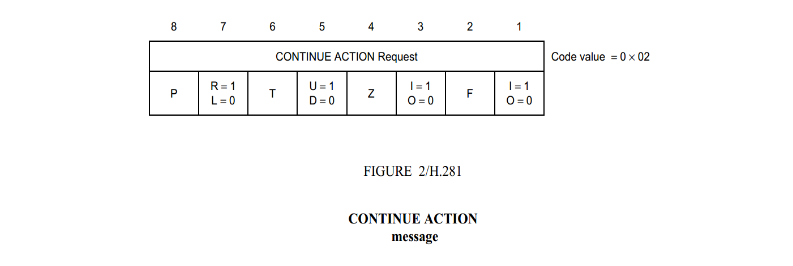 8 7 6 5 4 3 2 1
CONTINUE ACTION Request Code value = 0 × 02
P R = 1 T U = 1 Z I = 1 F I = 1
L = 0 D = 0 O = 0 O = 0
FIGURE 2/H.281
CONTINUE ACTION
message